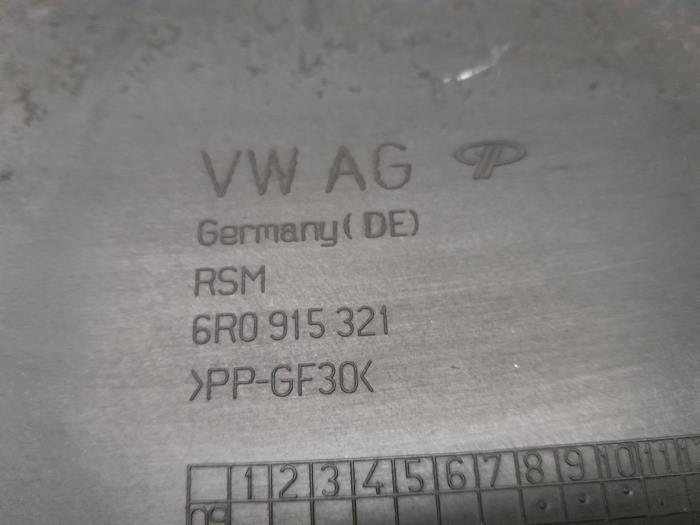 VW AG
Germany(DE)
RSM
6R0 915 321
>PP-GF30<
1 2 3 4 5 6 7 8 9 10 11
09